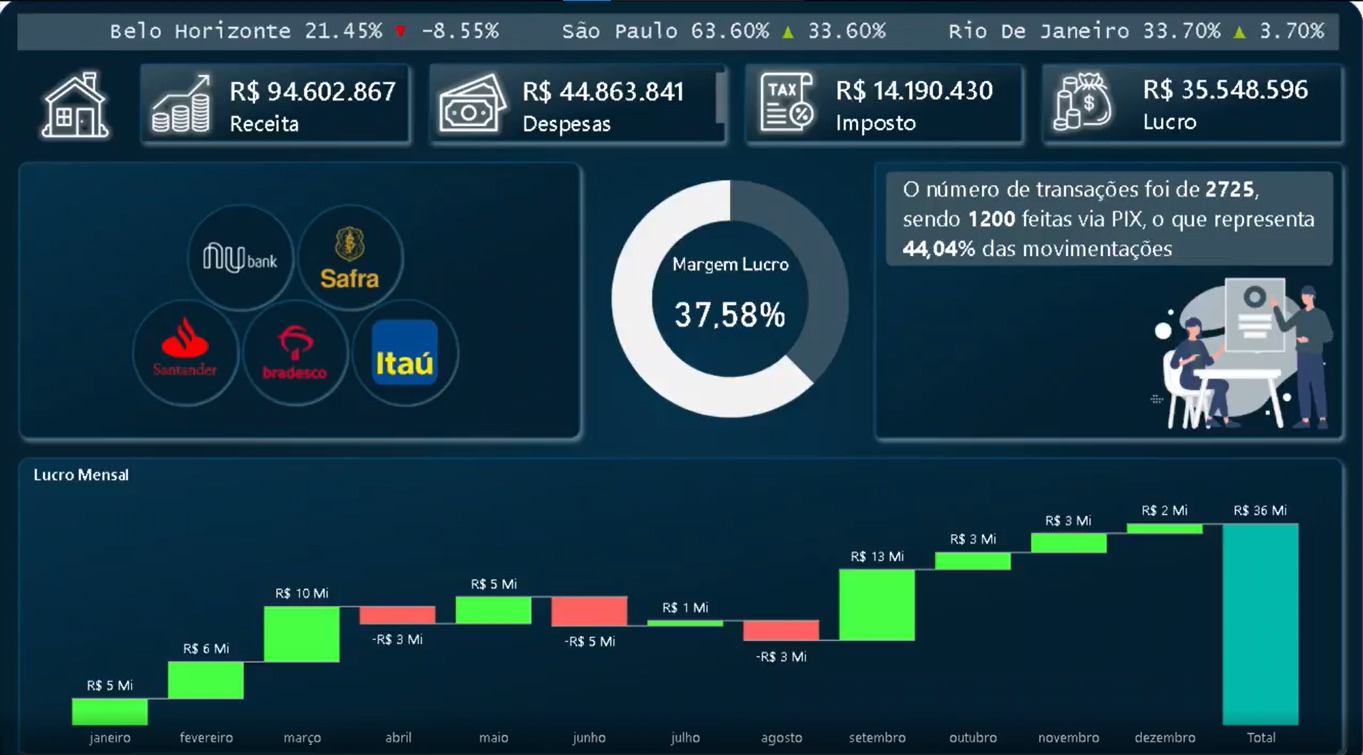 Belo Horizonte 21.45% ▼ -8.55% São Paulo 63.60% ▲ 33.60% Rio De Janeiro 33.70% ▲ 3.70%
R$ 94.602.867
Receita
R$ 44.863.841
Despesas
TAX
%
R$ 14.190.430
Imposto
$
R$ 35.548.596
Lucro
nu bank
Safra
Santander
bradesco
Itaú
Margem Lucro
37,58%
O número de transações foi de 2725,
sendo 1200 feitas via PIX, o que representa
44,04% das movimentações
Lucro Mensal
R$ 5 Mi
R$ 6 Mi
R$ 10 Mi
-R$ 3 Mi
R$ 5 Mi
-R$ 5 Mi
R$ 1 Mi
-R$ 3 Mi
R$ 13 Mi
R$ 3 Mi
R$ 3 Mi
R$ 2 Mi
R$ 36 Mi
janeiro fevereiro março abril maio junho julho agosto setembro outubro novembro dezembro Total